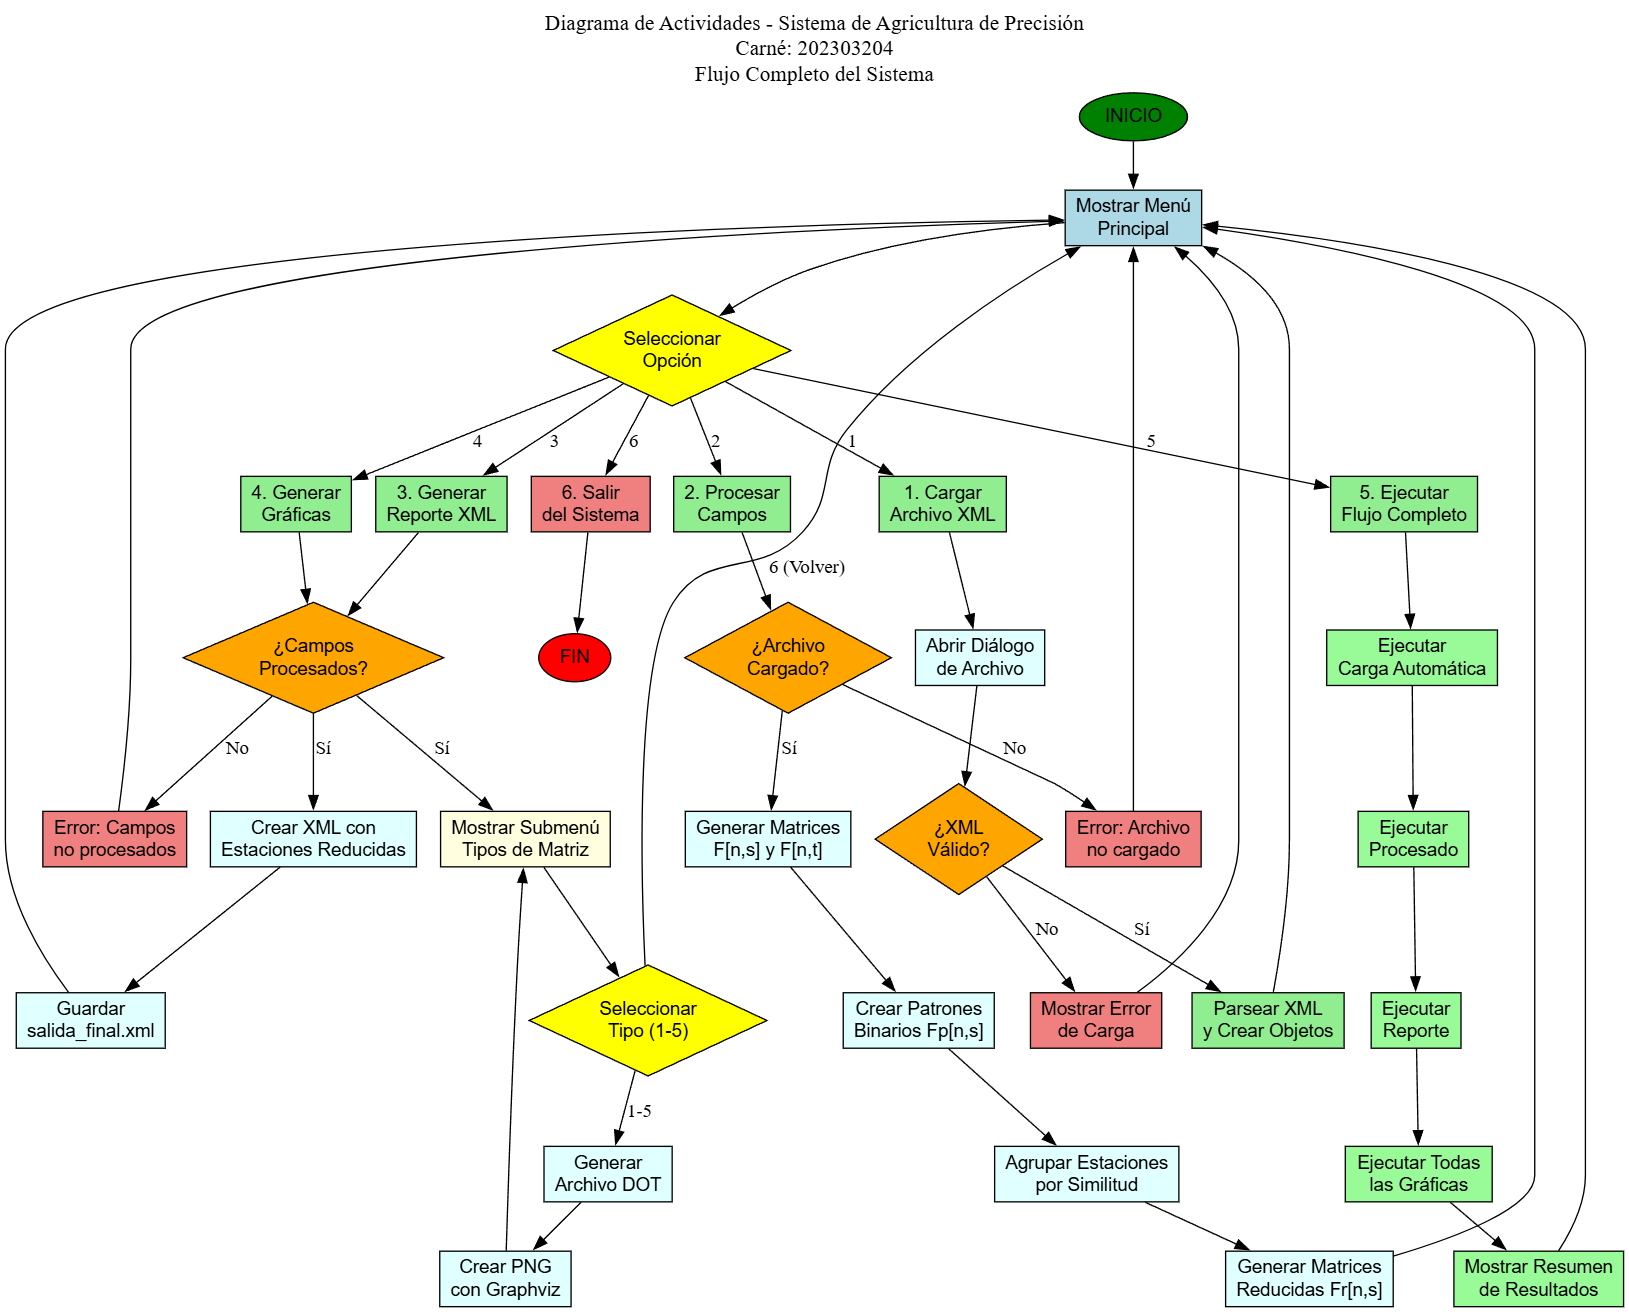 Diagrama de Actividades - Sistema de Agricultura de Precisión
Carné: 202303204
Flujo Completo del Sistema
INICIO
Mostrar Menú
Principal
Seleccionar
Opción
4
3
6
2
1
5
4. Generar
Gráficas
3. Generar
Reporte XML
6. Salir
del Sistema
2. Procesar
Campos
1. Cargar
Archivo XML
5. Ejecutar
Flujo Completo
6 (Volver)
¿Campos
Procesados?
FIN
¿Archivo
Cargado?
Abrir Diálogo
de Archivo
Ejecutar
Carga Automática
No
Sí
Sí
Sí
No
Error: Campos
no procesados
Crear XML con
Estaciones Reducidas
Mostrar Submenú
Tipos de Matriz
Generar Matrices
F[n,s] y F[n,t]
¿XML
Válido?
Error: Archivo
no cargado
Ejecutar
Procesado
No
Sí
Guardar
salida_final.xml
Seleccionar
Tipo (1-5)
Crear Patrones
Binarios Fp[n,s]
Mostrar Error
de Carga
Parsear XML
y Crear Objetos
Ejecutar
Reporte
1-5
Generar
Archivo DOT
Agrupar Estaciones
por Similitud
Ejecutar Todas
las Gráficas
Crear PNG
con Graphviz
Generar Matrices
Reducidas Fr[n,s]
Mostrar Resumen
de Resultados